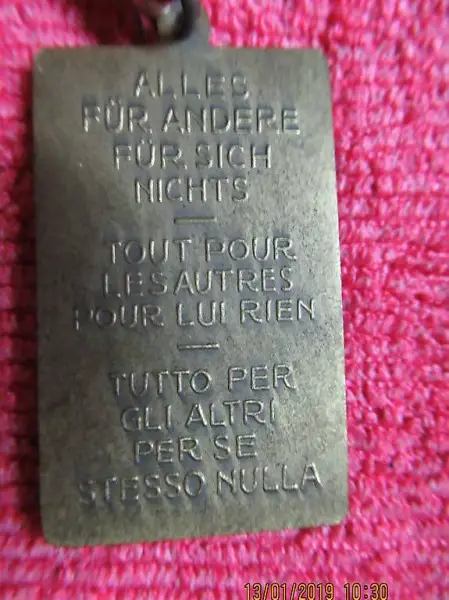 ALLES
FÜR ANDERE
FÜR SICH
NICHTS
—
TOUT POUR
LES AUTRES
POUR LUI RIEN
—
TUTTO PER
GLI ALTRI
PER SE
STESSO NULLA
13/01/2019 10:30